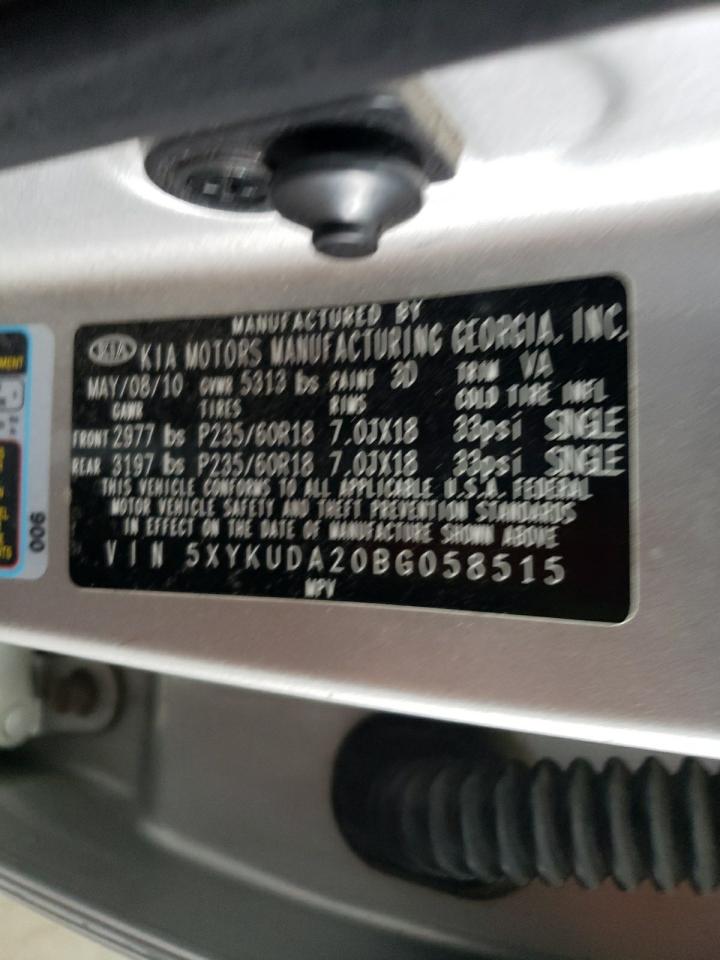 MANUFACTURED BY
KIA KIA MOTORS MANUFACTURING GEORGIA, INC.
MAY/08/10 GVWR 5313 lbs PAINT 3D TRIM VA
GAWR TIRES RIMS COLD TIRE INFL
FRONT 2977 lbs P235/60R18 7.0JX18 33psi SINGLE
REAR 3197 lbs P235/60R18 7.0JX18 33psi SINGLE
THIS VEHICLE CONFORMS TO ALL APPLICABLE U.S.A. FEDERAL
MOTOR VEHICLE SAFETY AND THEFT PREVENTION STANDARDS
IN EFFECT ON THE DATE OF MANUFACTURE SHOWN ABOVE
VIN 5XYKUDA20BG058515
MPV
006